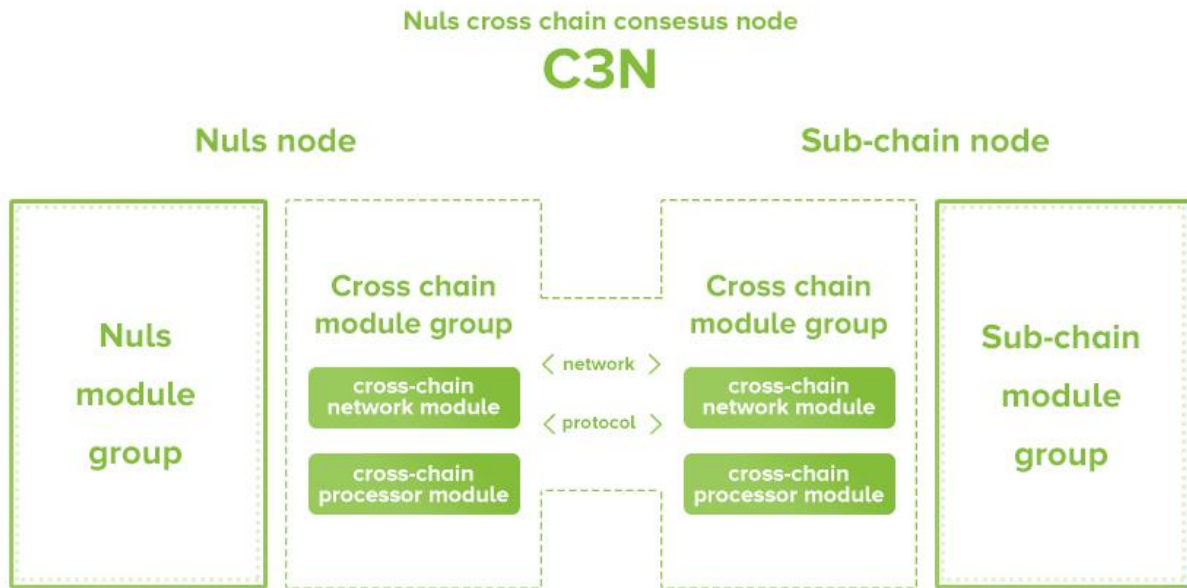 Nuls cross chain consesus node
C3N
Nuls node
Sub-chain node
Nuls
module
group
Cross chain
module group
cross-chain
network module
cross-chain
processor module
< network >
< protocol >
Cross chain
module group
cross-chain
network module
cross-chain
processor module
Sub-chain
module
group